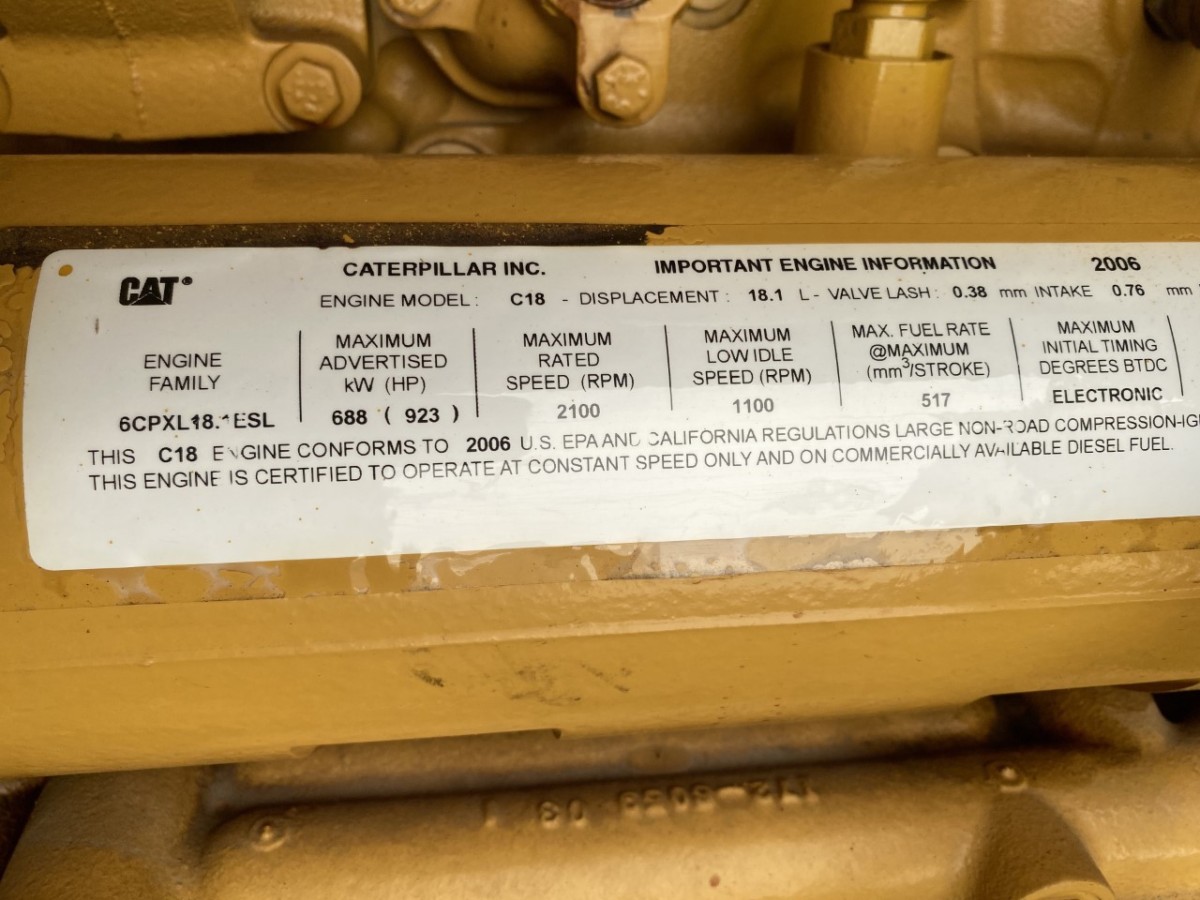 CAT
CATERPILLAR INC. IMPORTANT ENGINE INFORMATION 2006
ENGINE MODEL: C18 - DISPLACEMENT: 18.1 L - VALVE LASH: 0.38 mm INTAKE 0.76 mm
ENGINE FAMILY
6CPXL18.1ESL
MAXIMUM ADVERTISED kW (HP)
688 ( 923 )
MAXIMUM RATED SPEED (RPM)
2100
MAXIMUM LOW IDLE SPEED (RPM)
1100
MAX. FUEL RATE @MAXIMUM (mm³/STROKE)
517
MAXIMUM INITIAL TIMING DEGREES BTDC
ELECTRONIC
THIS C18 ENGINE CONFORMS TO 2006 U.S. EPA AND CALIFORNIA REGULATIONS LARGE NON-ROAD COMPRESSION-IG
THIS ENGINE IS CERTIFIED TO OPERATE AT CONSTANT SPEED ONLY AND ON COMMERCIALLY AVAILABLE DIESEL FUEL.